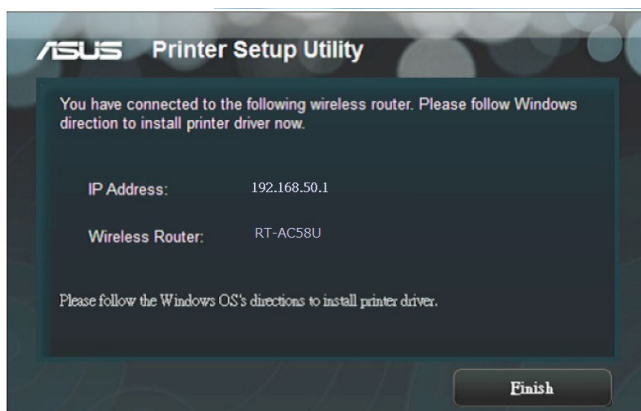 ASUS Printer Setup Utility
You have connected to the following wireless router. Please follow Windows
direction to install printer driver now.
IP Address: 192.168.50.1
Wireless Router: RT-AC58U
Please follow the Windows OS's directions to install printer driver.
Finish